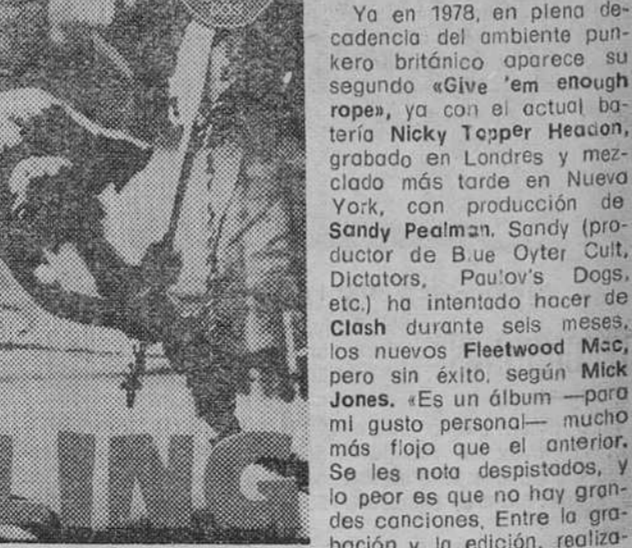 LING
Ya en 1978, en plena de-
cadencia del ambiente pun-
kero británico aparece su
segundo «Give 'em enough
rope», ya con el actual ba-
tería Nicky Topper Headon,
grabado en Londres y mez-
clado más tarde en Nueva
York, con producción de
Sandy Pealman. Sandy (pro-
ductor de Blue Oyter Cult,
Dictators, Paulov's Dogs,
etc.) ha intentado hacer de
Clash durante seis meses,
los nuevos Fleetwood Mac,
pero sin éxito, según Mick
Jones. «Es un álbum —para
mi gusto personal— mucho
más flojo que el anterior.
Se les nota despistados, y
lo peor es que no hay gran-
des canciones. Entre la gra-
bación y la edición, realiza-